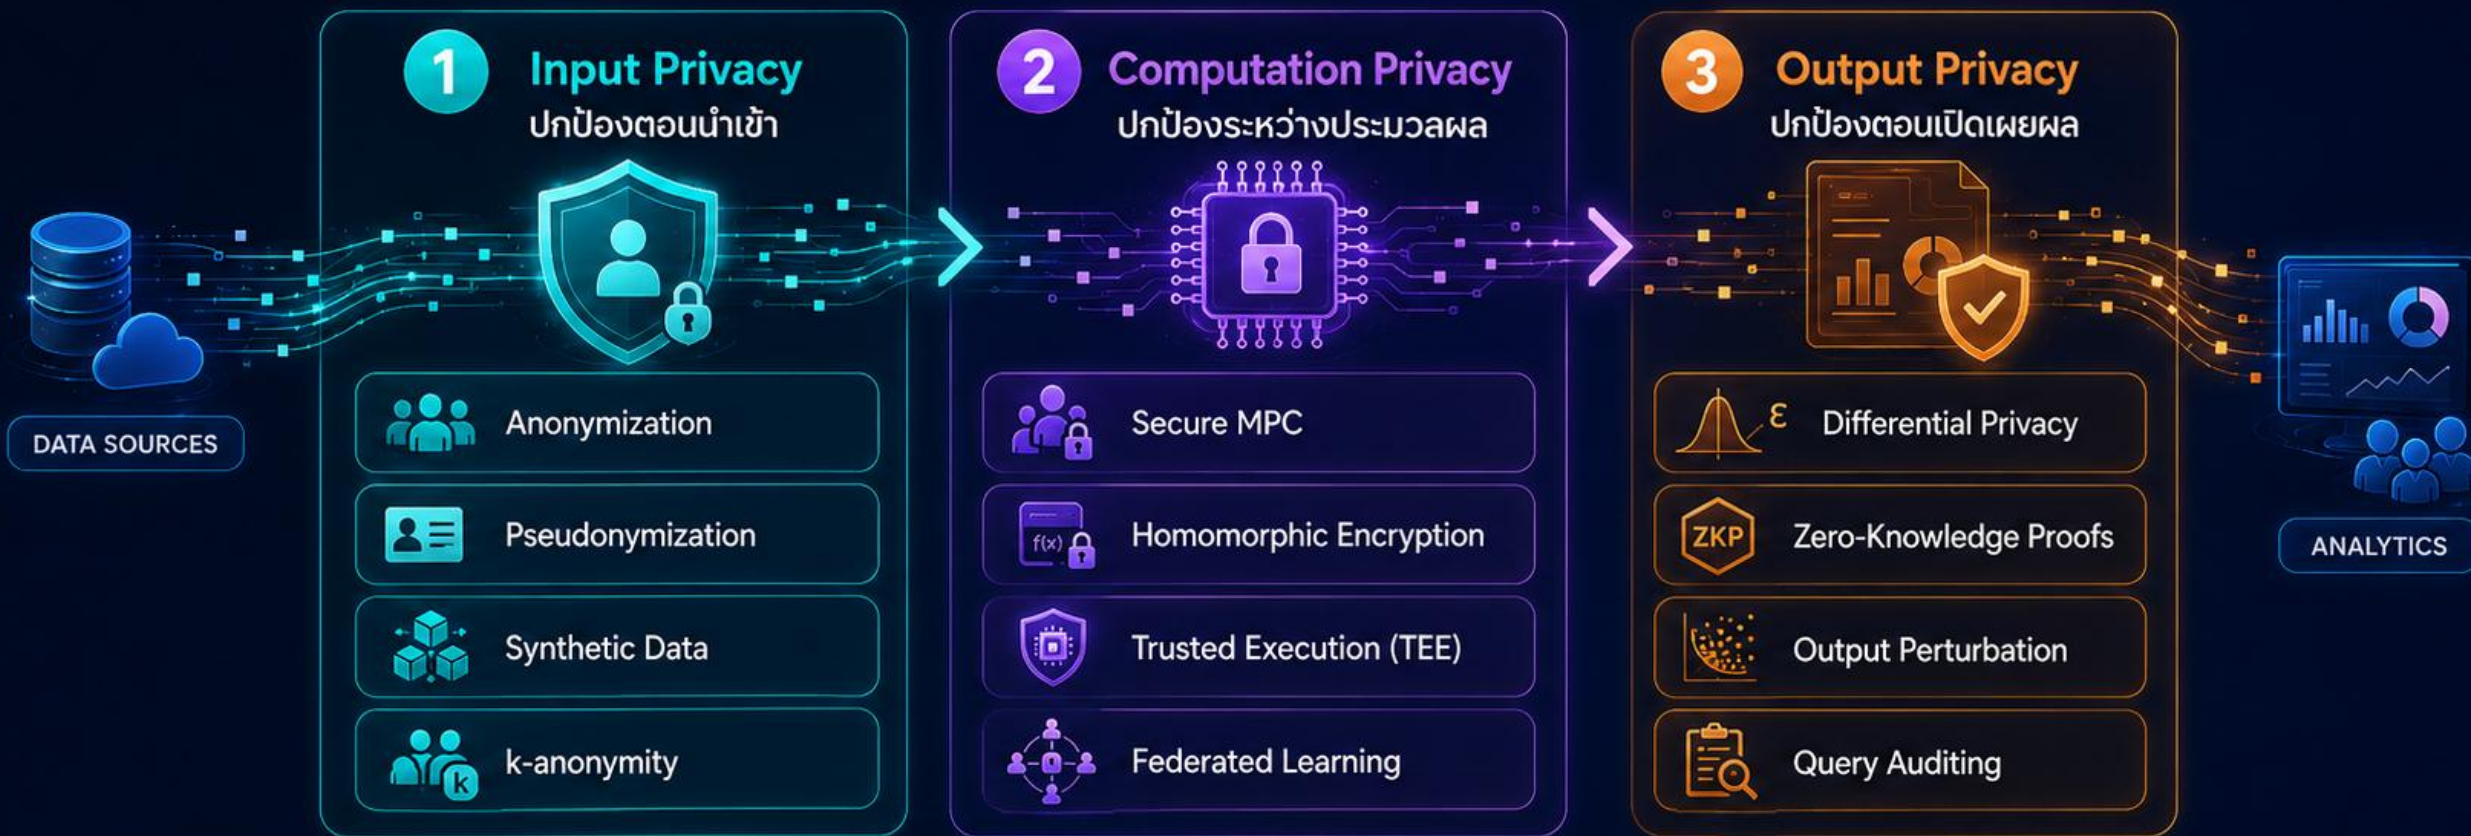 DATA SOURCES
1 Input Privacy
ปกป้องตอนนำเข้า
Anonymization
Pseudonymization
Synthetic Data
k k-anonymity
2 Computation Privacy
ปกป้องระหว่างประมวลผล
Secure MPC
f(x) Homomorphic Encryption
Trusted Execution (TEE)
Federated Learning
3 Output Privacy
ปกป้องตอนเปิดเผยผล
ε Differential Privacy
ZKP Zero-Knowledge Proofs
Output Perturbation
Query Auditing
ANALYTICS